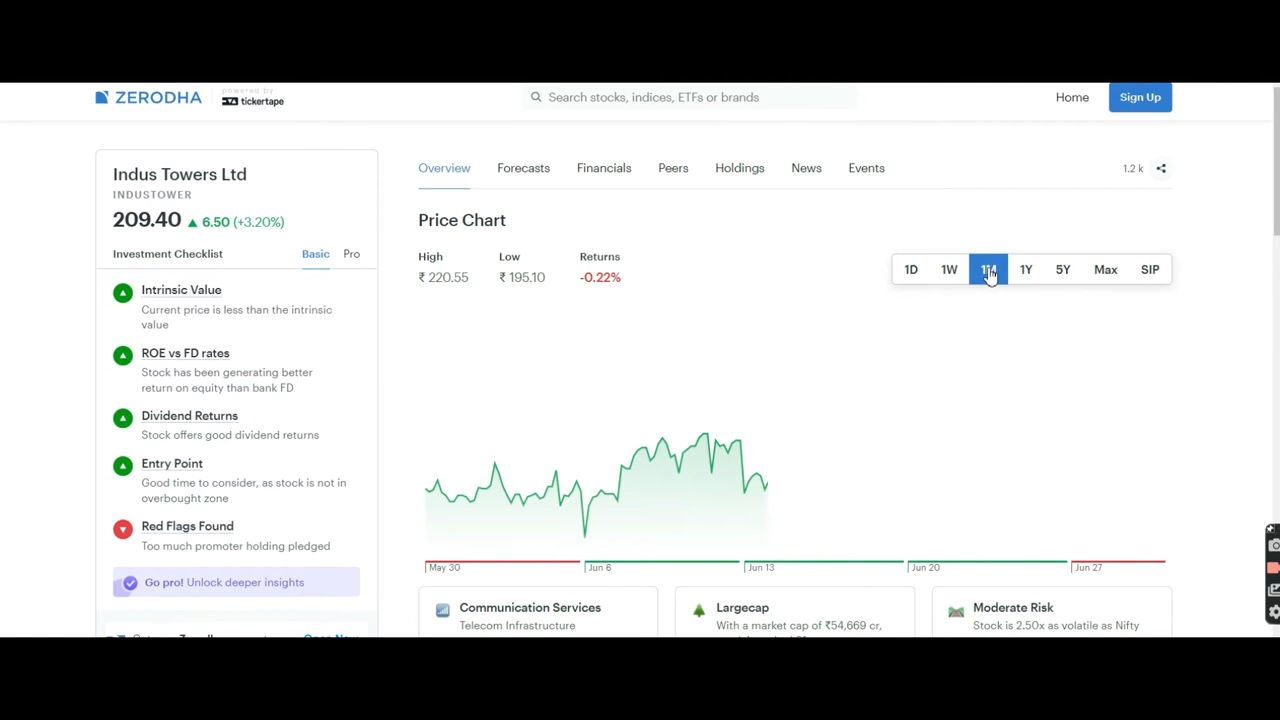 ZERODHA
powered by
tickertape
Search stocks, indices, ETFs or brands
Home
Sign Up
Indus Towers Ltd
INDUSTOWER
209.40 ▲ 6.50 (+3.20%)
Investment Checklist
Basic
Pro
Intrinsic Value
Current price is less than the intrinsic
value
ROE vs FD rates
Stock has been generating better
return on equity than bank FD
Dividend Returns
Stock offers good dividend returns
Entry Point
Good time to consider, as stock is not in
overbought zone
Red Flags Found
Too much promoter holding pledged
Go pro! Unlock deeper insights
Overview
Forecasts
Financials
Peers
Holdings
News
Events
1.2 k
Price Chart
High
Low
Returns
₹ 220.55
₹ 195.10
-0.22%
1D
1W
1Y
5Y
Max
SIP
May 30
Jun 6
Jun 13
Jun 20
Jun 27
Communication Services
Telecom Infrastructure
Largecap
With a market cap of ₹54,669 cr,
Moderate Risk
Stock is 2.50x as volatile as Nifty